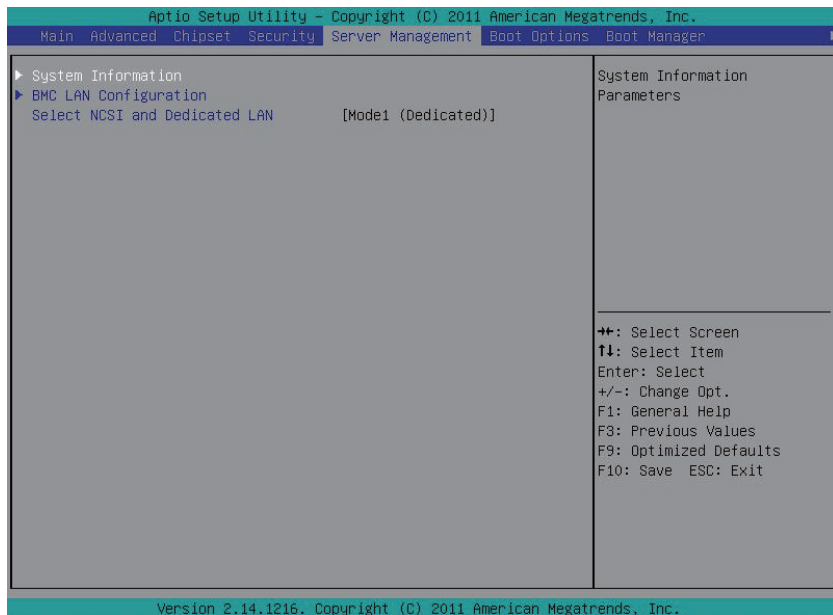 Aptio Setup Utility – Copyright (C) 2011 American Megatrends, Inc.
Main Advanced Chipset Security Server Management Boot Options Boot Manager
System Information
BMC LAN Configuration
Select NCSI and Dedicated LAN [Mode1 (Dedicated)]
System Information
Parameters
→←: Select Screen
↑↓: Select Item
Enter: Select
+/-: Change Opt.
F1: General Help
F3: Previous Values
F9: Optimized Defaults
F10: Save ESC: Exit
Version 2.14.1216. Copyright (C) 2011 American Megatrends, Inc.